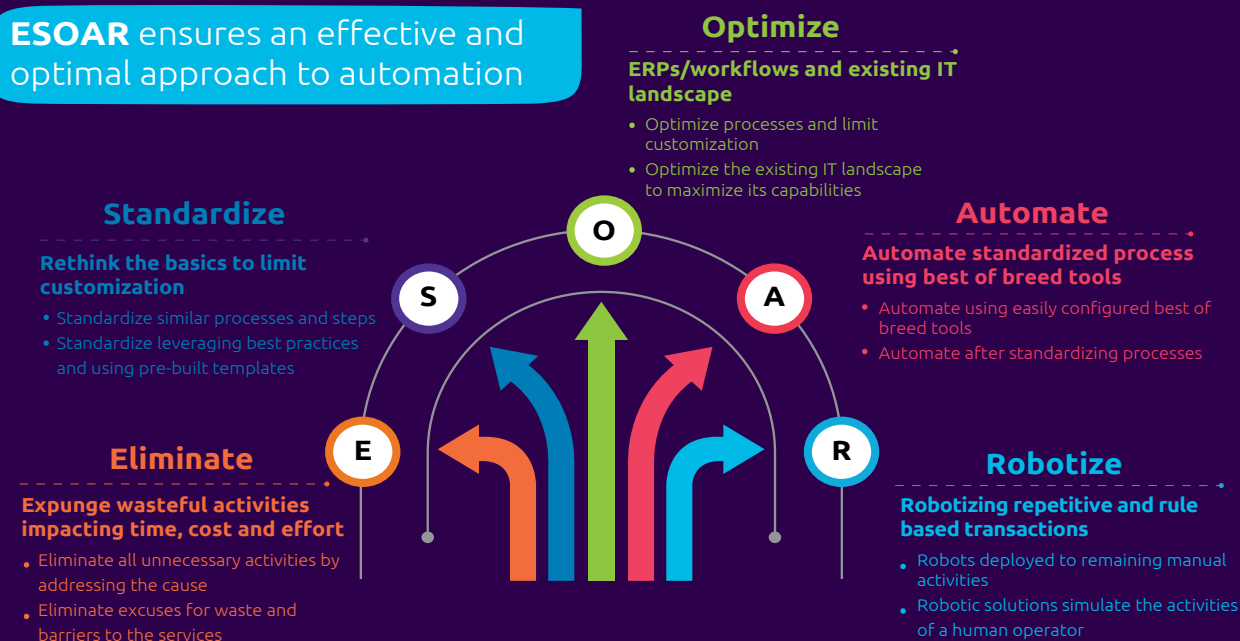 ESOAR ensures an effective and
optimal approach to automation
Optimize
ERPs/workflows and existing IT
landscape
• Optimize processes and limit
customization
• Optimize the existing IT landscape
to maximize its capabilities
Standardize
Rethink the basics to limit
customization
• Standardize similar processes and steps
• Standardize leveraging best practices
and using pre-built templates
Automate
Automate standardized process
using best of breed tools
• Automate using easily configured best of
breed tools
• Automate after standardizing processes
Eliminate
Expunge wasteful activities
impacting time, cost and effort
• Eliminate all unnecessary activities by
addressing the cause
• Eliminate excuses for waste and
barriers to the services
Robotize
Robotizing repetitive and rule
based transactions
• Robots deployed to remaining manual
activities
• Robotic solutions simulate the activities
of a human operator
E
S
O
A
R